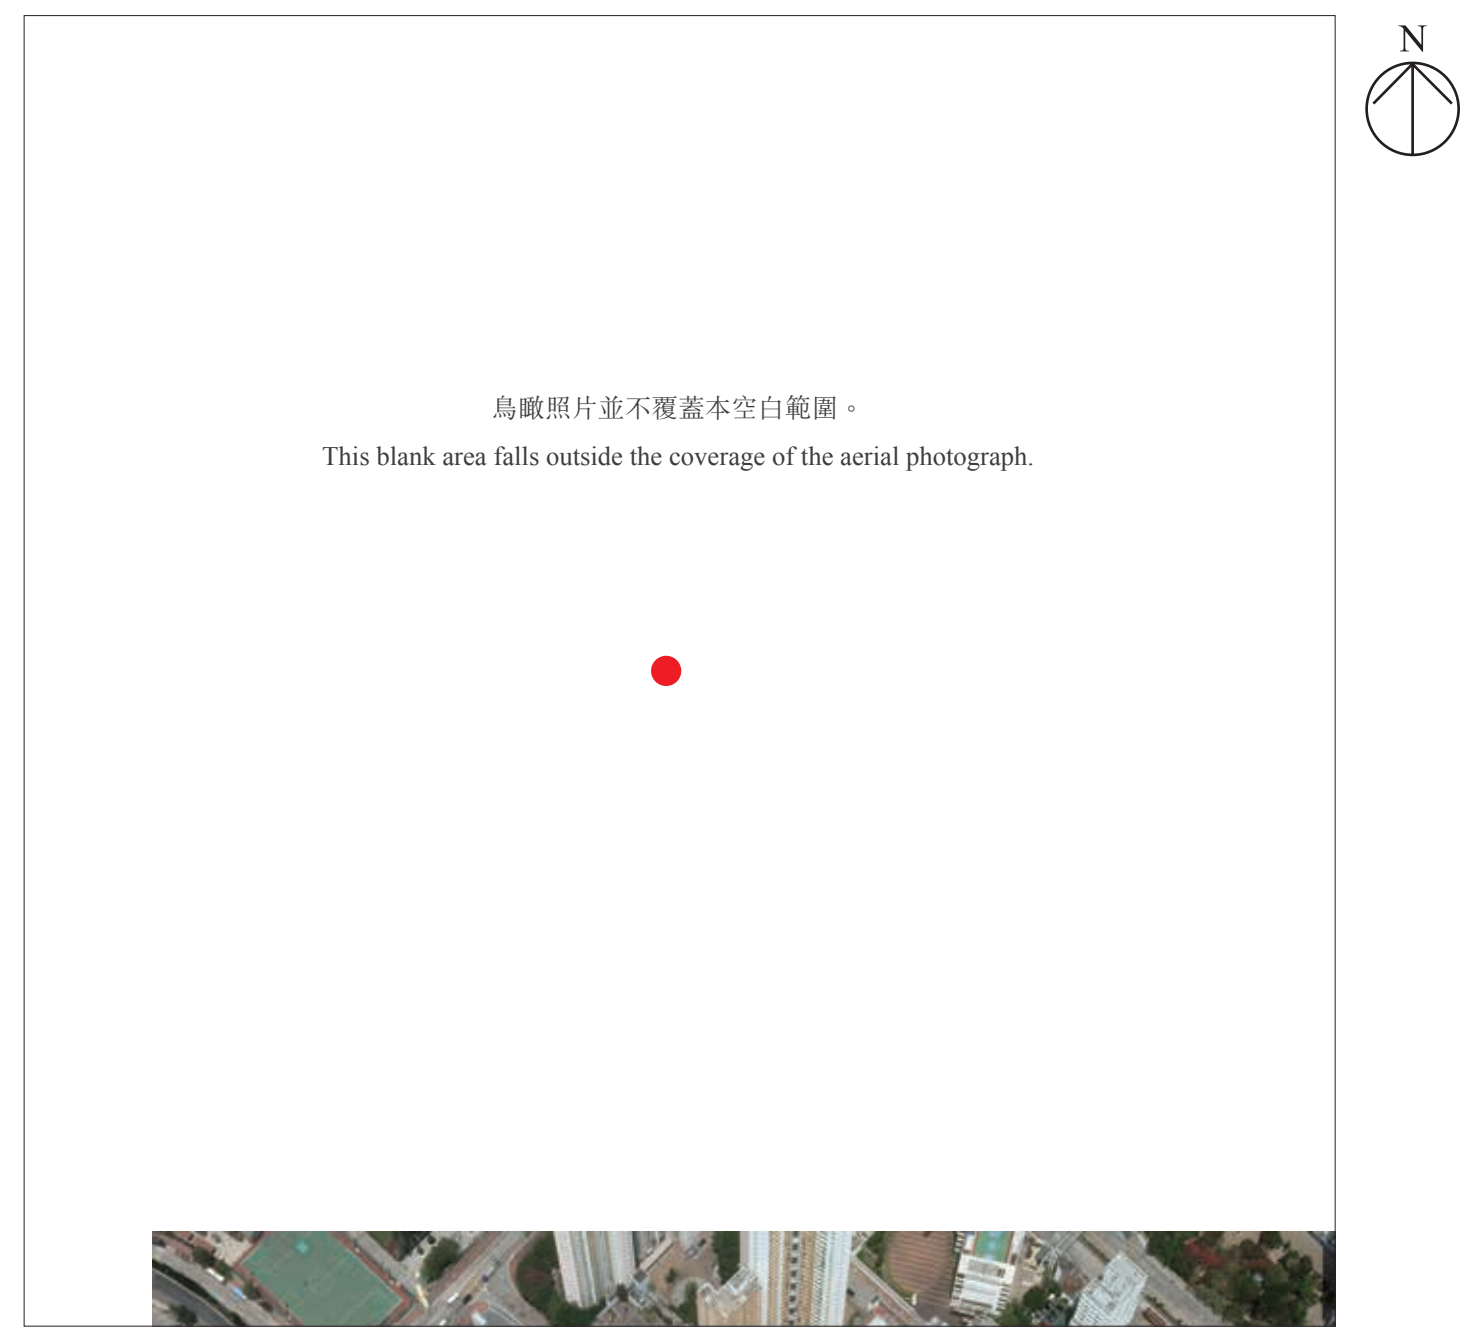 N
鳥瞰照片並不覆蓋本空白範圍。
This blank area falls outside the coverage of the aerial photograph.